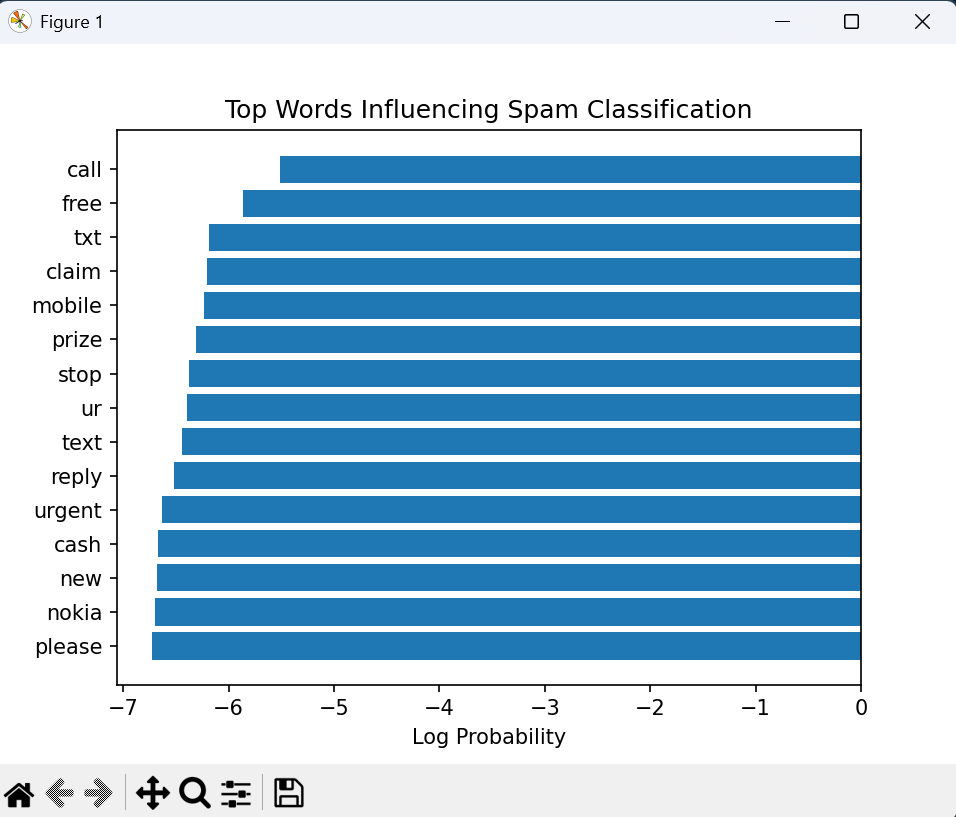 Figure 1
Top Words Influencing Spam Classification
call
free
txt
claim
mobile
prize
stop
ur
text
reply
urgent
cash
new
nokia
please
−7 −6 −5 −4 −3 −2 −1 0
Log Probability